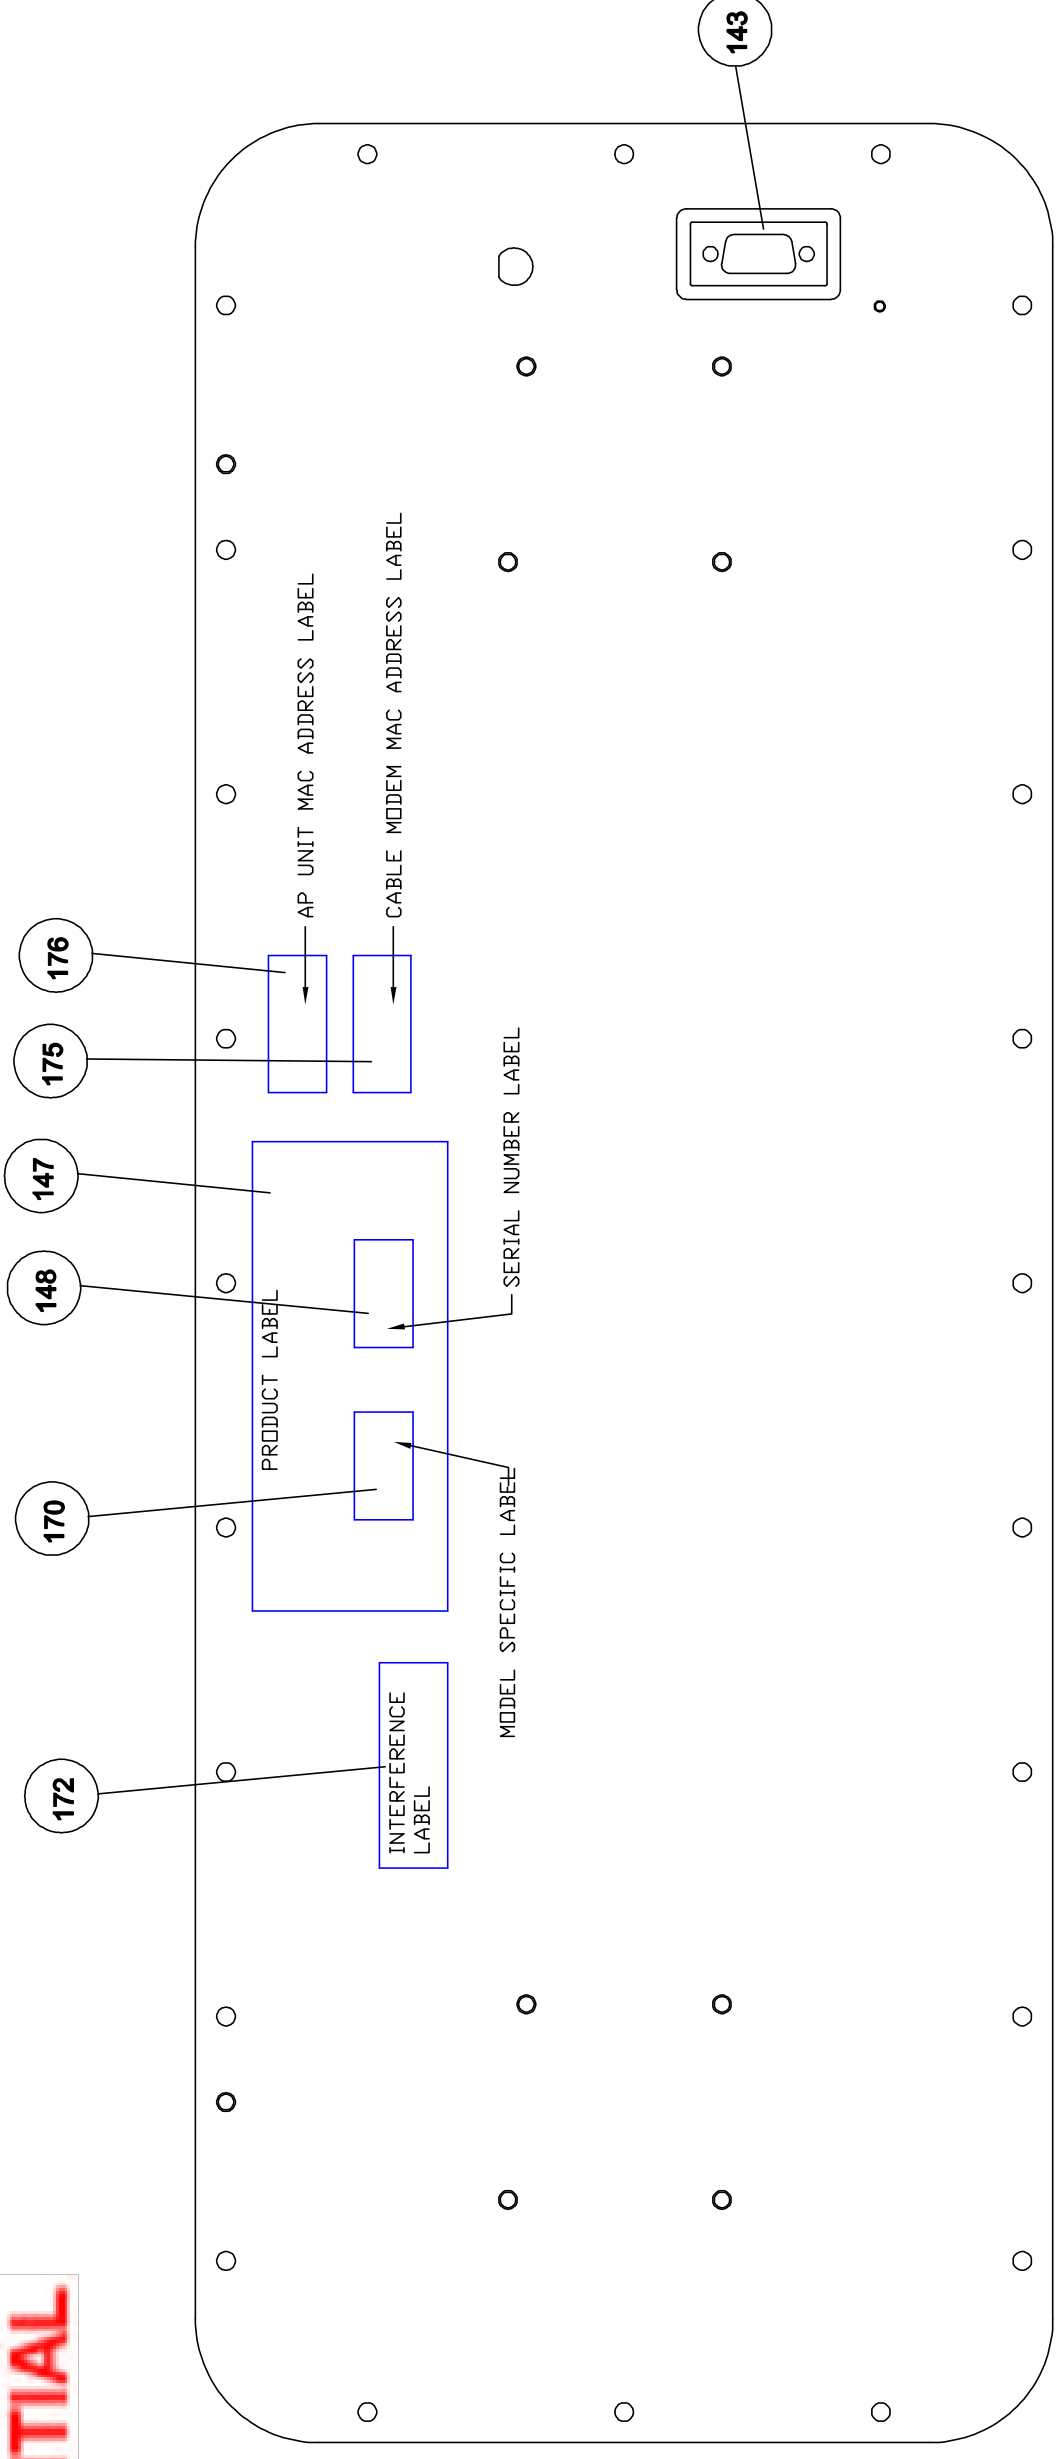 TIAL
172
170
148
147
175
176
143
AP UNIT MAC ADDRESS LABEL
CABLE MODEM MAC ADDRESS LABEL
PRODUCT LABEL
SERIAL NUMBER LABEL
MODEL SPECIFIC LABEL
INTERFERENCE
LABEL